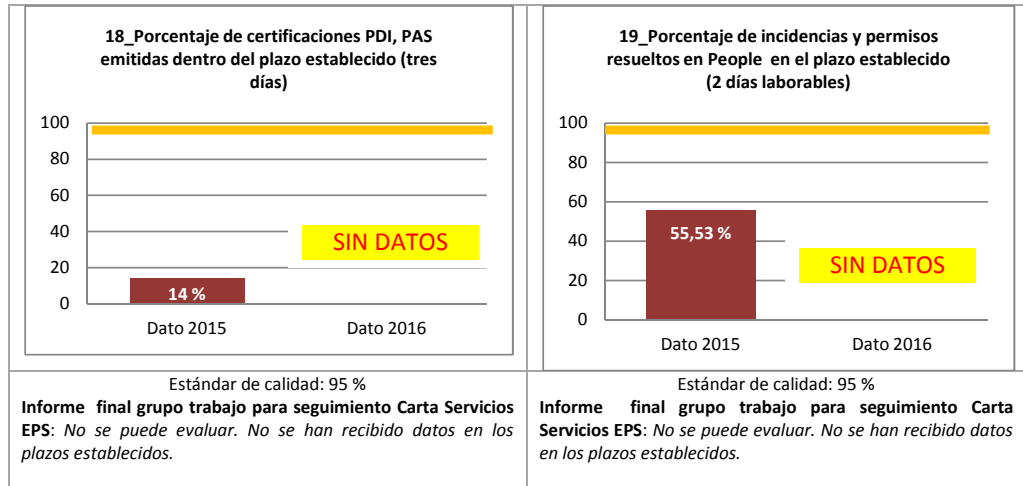 18_Porcentaje de certificaciones PDI, PAS
emitidas dentro del plazo establecido (tres
días)
100
80
60
40
20
0
SIN DATOS
14 %
Dato 2015
Dato 2016
Estándar de calidad: 95 %
Informe final grupo trabajo para seguimiento Carta Servicios
EPS: No se puede evaluar. No se han recibido datos en los
plazos establecidos.
19_Porcentaje de incidencias y permisos
resueltos en People en el plazo establecido
(2 días laborables)
100
80
60
40
20
0
55,53 %
SIN DATOS
Dato 2015
Dato 2016
Estándar de calidad: 95 %
Informe final grupo trabajo para seguimiento Carta
Servicios EPS: No se puede evaluar. No se han recibido datos
en los plazos establecidos.